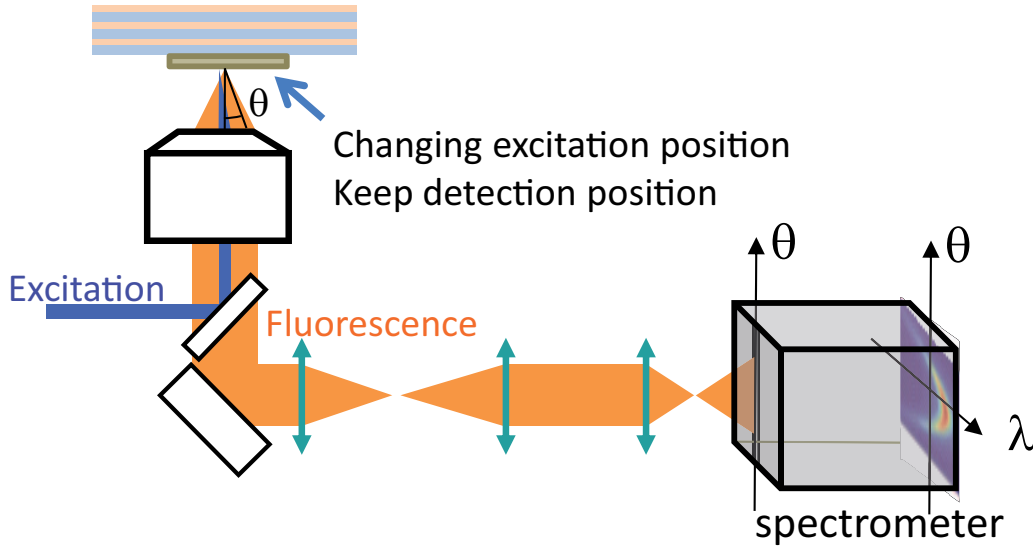 θ
Changing excitation position
Keep detection position
θ
θ
Excitation
Fluorescence
λ
spectrometer